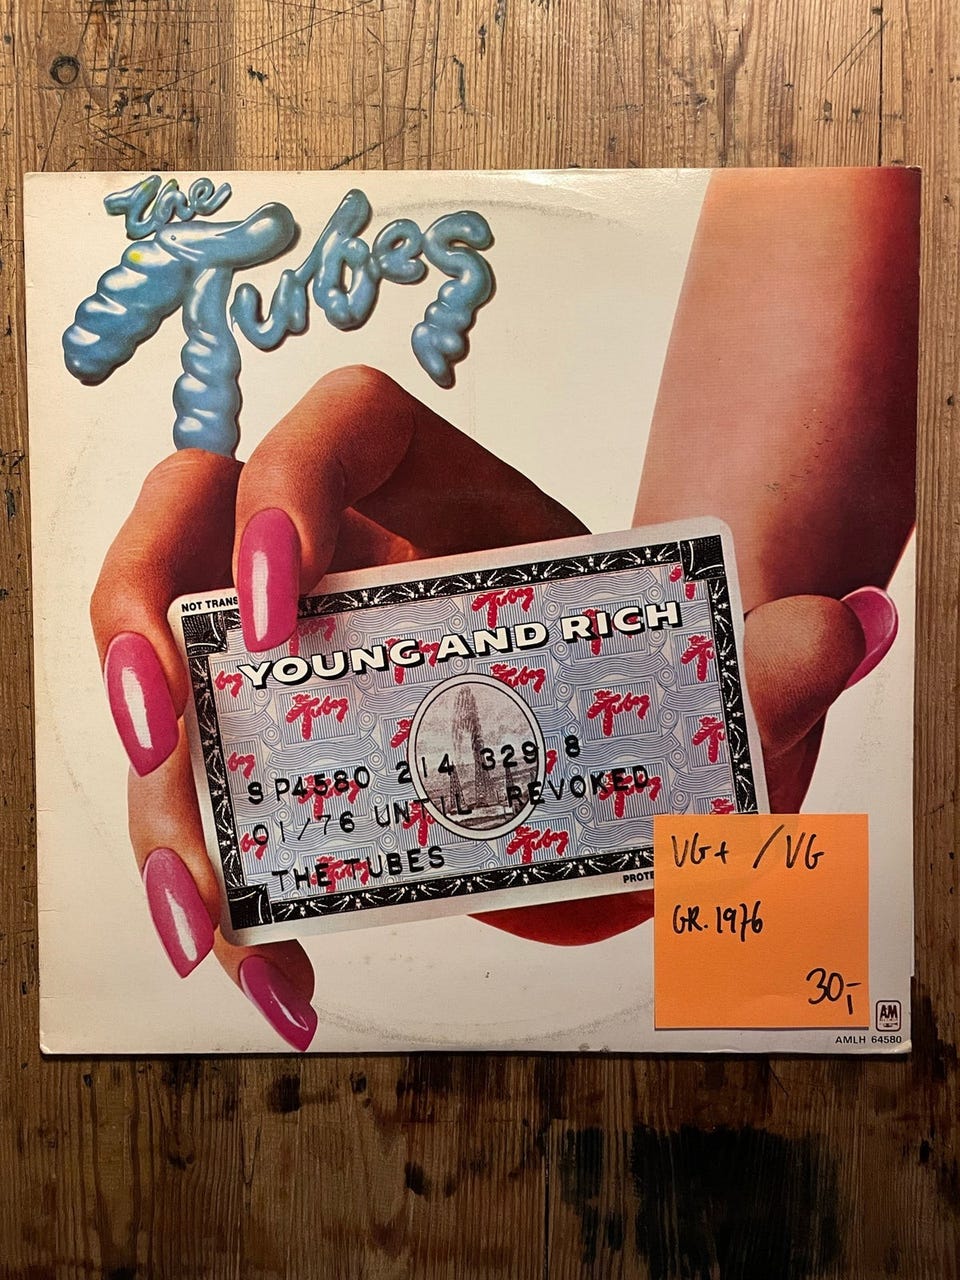 the
Tubes
NOT TRANS
YOUNG AND RICH
SP4580 214 329 8
01/76 UNTIL REVOKED
THE TUBES
PROTE
VG+ / VG
GR. 1976
30,-
AM
AMLH 64580